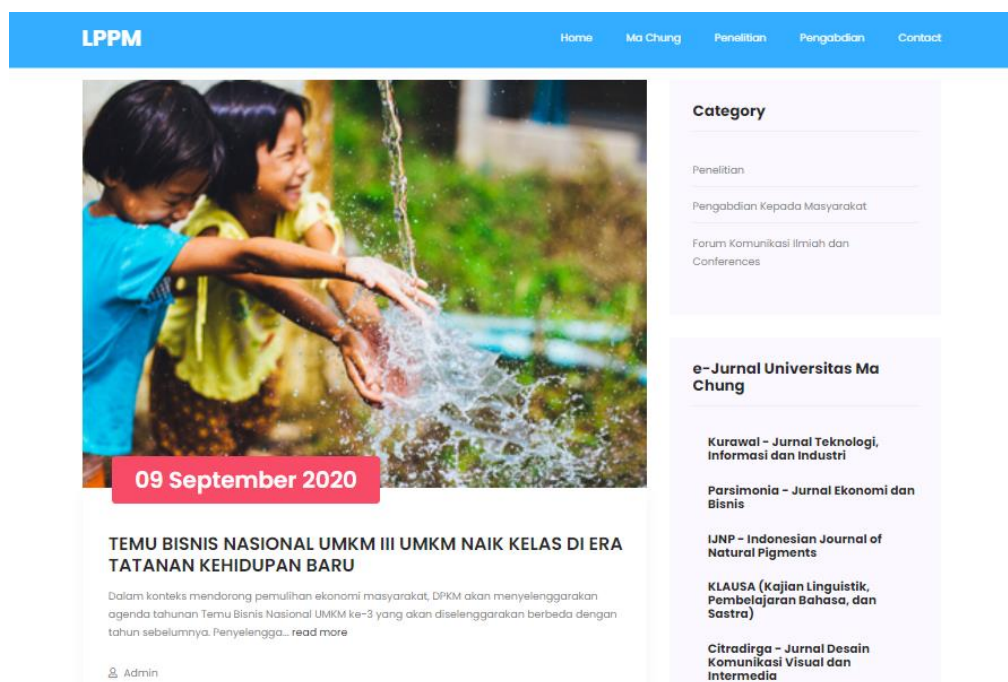 LPPM
Home Ma Chung Penelitian Pengabdian Contact
09 September 2020
TEMU BISNIS NASIONAL UMKM III UMKM NAIK KELAS DI ERA
TATANAN KEHIDUPAN BARU
Dalam konteks mendorong pemulihan ekonomi masyarakat, DPKM akan menyelenggarakan
agenda tahunan Temu Bisnis Nasional UMKM ke-3 yang akan diselenggarakan berbeda dengan
tahun sebelumnya. Penyelengga... read more
Admin
Category
Penelitian
Pengabdian Kepada Masyarakat
Forum Komunikasi Ilmiah dan
Conferences
e-Jurnal Universitas Ma
Chung
Kurawal - Jurnal Teknologi,
Informasi dan Industri
Parsimonia - Jurnal Ekonomi dan
Bisnis
IJNP - Indonesian Journal of
Natural Pigments
KLAUSA (Kajian Linguistik,
Pembelajaran Bahasa, dan
Sastra)
Citradirga - Jurnal Desain
Komunikasi Visual dan
Intermedia